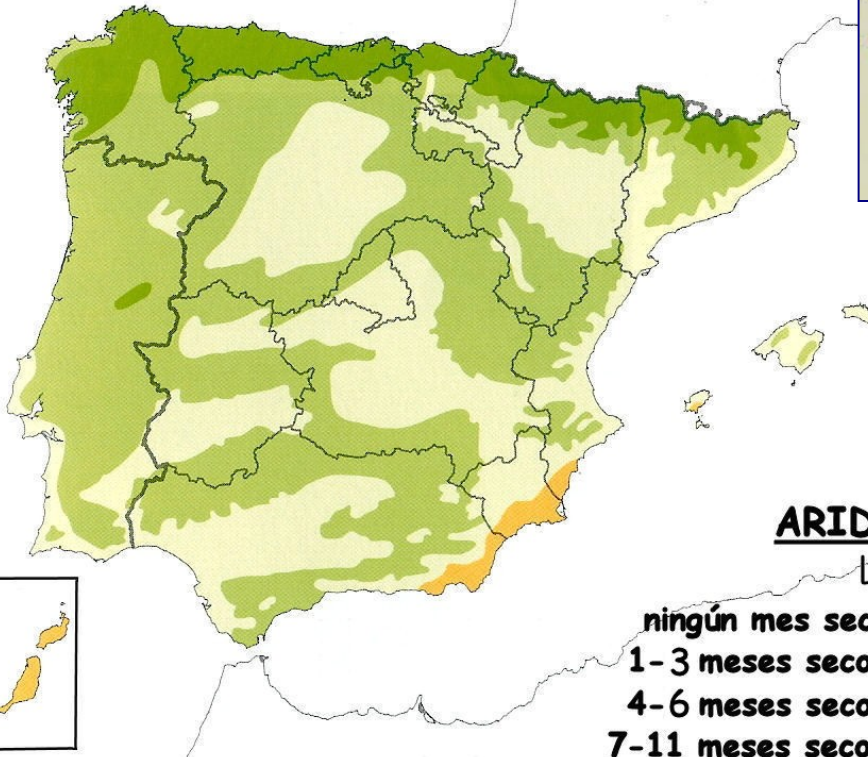 ARID
L
ningún mes sec
1-3 meses seco
4-6 meses seco
7-11 meses seco